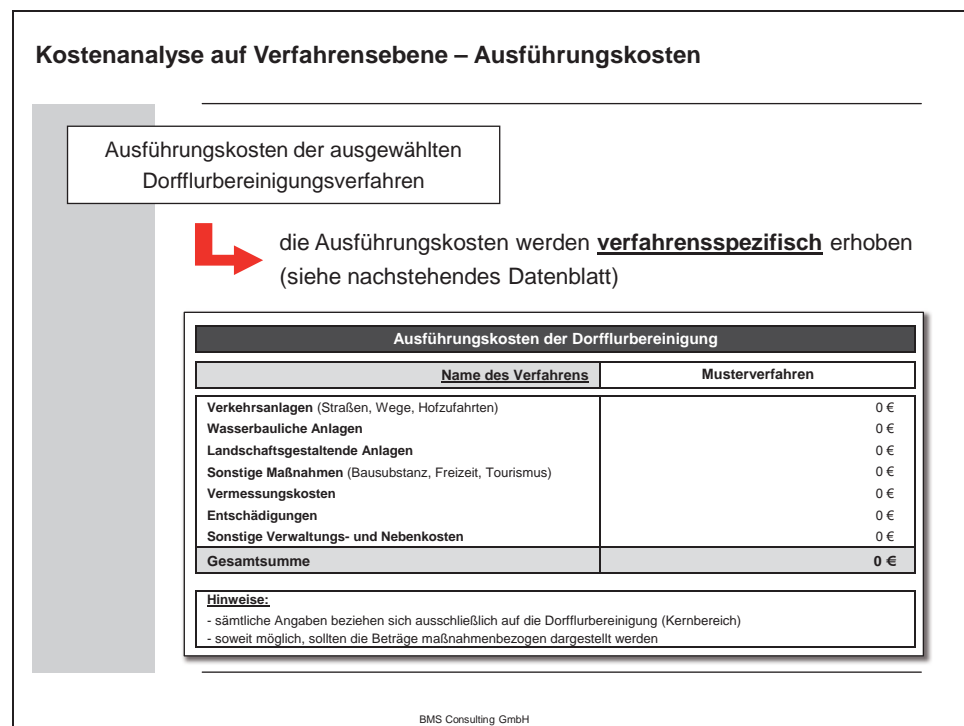 Kostenanalyse auf Verfahrensebene – Ausführungskosten
Ausführungskosten der ausgewählten
Dorfflurbereinigungsverfahren
die Ausführungskosten werden verfahrensspezifisch erhoben
(siehe nachstehendes Datenblatt)
Ausführungskosten der Dorfflurbereinigung
Name des Verfahrens Musterverfahren
Verkehrsanlagen (Straßen, Wege, Hofzufahrten) 0 €
Wasserbauliche Anlagen 0 €
Landschaftsgestaltende Anlagen 0 €
Sonstige Maßnahmen (Bausubstanz, Freizeit, Tourismus) 0 €
Vermessungskosten 0 €
Entschädigungen 0 €
Sonstige Verwaltungs- und Nebenkosten 0 €
Gesamtsumme 0 €
Hinweise:
- sämtliche Angaben beziehen sich ausschließlich auf die Dorfflurbereinigung (Kernbereich)
- soweit möglich, sollten die Beträge maßnahmenbezogen dargestellt werden
BMS Consulting GmbH